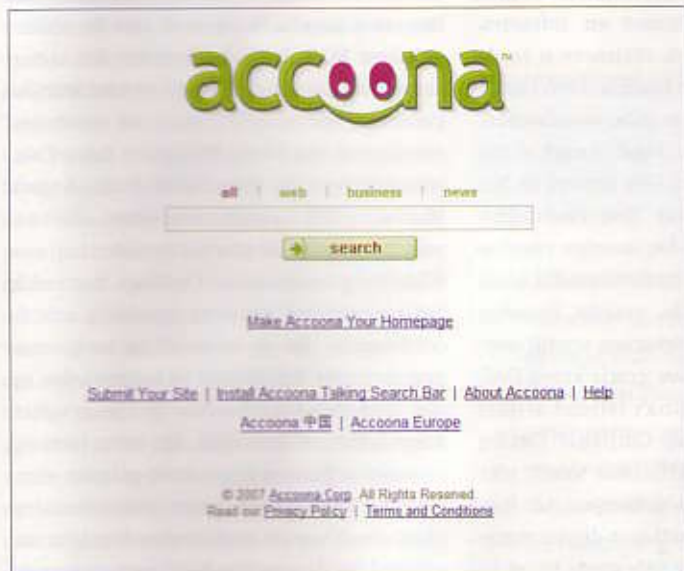 accoona™
all | web | business | news
search
Make Accoona Your Homepage
Submit Your Site | Install Accoona Talking Search Bar | About Accoona | Help
Accoona 中国 | Accoona Europe
© 2007 Accoona Corp. All Rights Reserved.
Read our Privacy Policy | Terms and Conditions